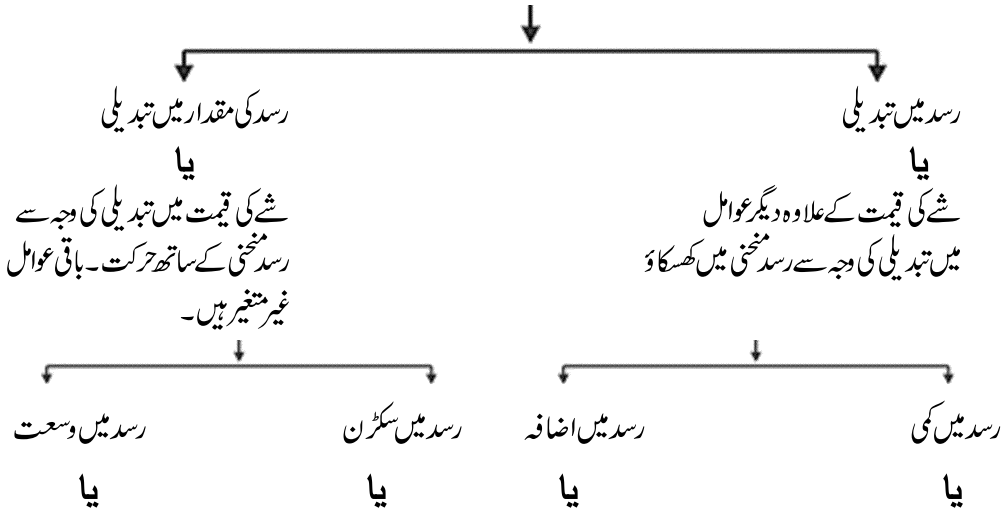 رسد میں تبدیلی
یا
شے کی قیمت کے علاوہ دیگر عوامل
میں تبدیلی کی وجہ سے رسد منحنی میں کھسکاؤ
رسد کی مقدار میں تبدیلی
یا
شے کی قیمت میں تبدیلی کی وجہ سے
رسد منحنی کے ساتھ حرکت۔ باقی عوامل
غیر متغیر ہیں۔
رسد میں کمی
یا
رسد میں اضافہ
یا
رسد میں سکڑن
یا
رسد میں وسعت
یا